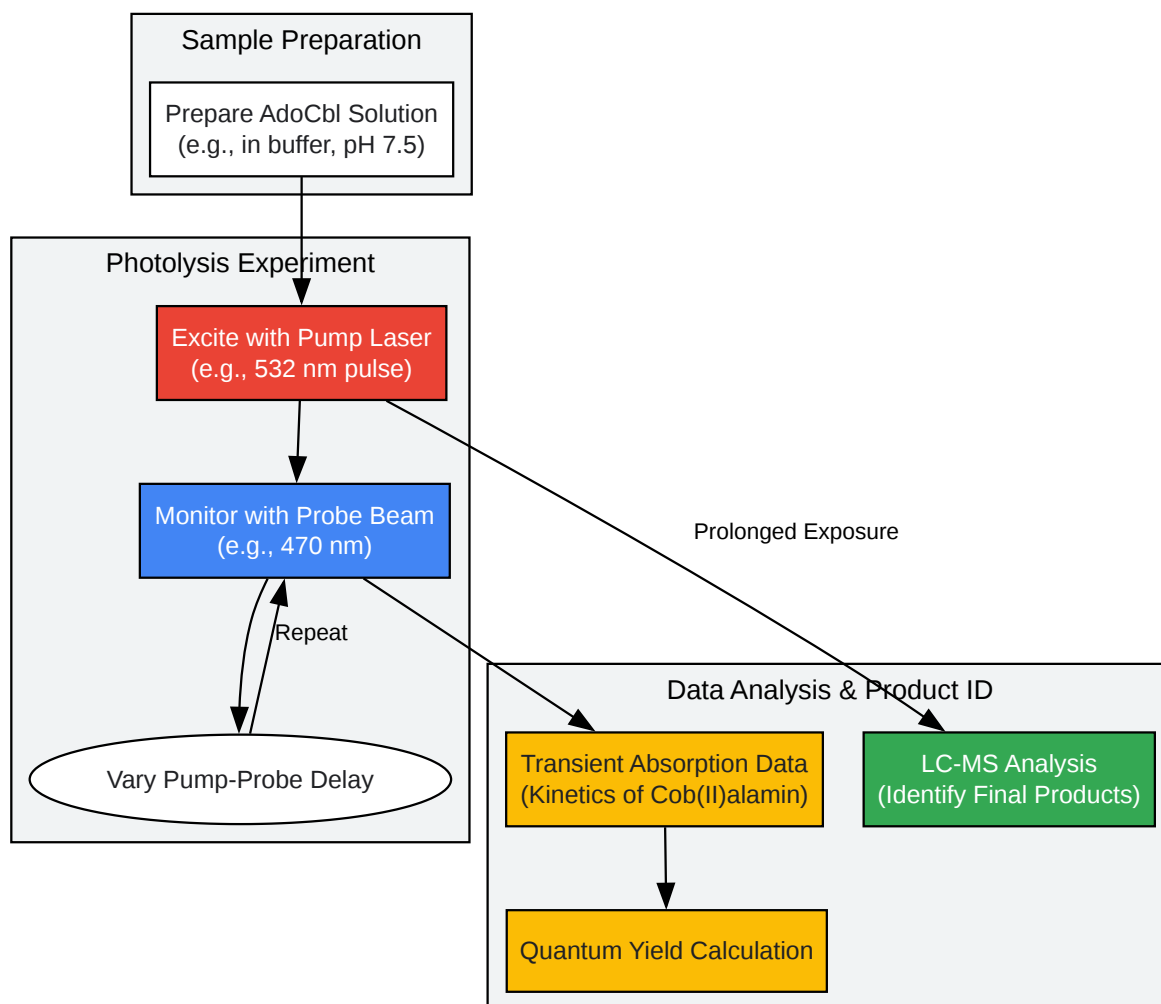 Sample Preparation
Prepare AdoCbl Solution
(e.g., in buffer, pH 7.5)
Photolysis Experiment
Excite with Pump Laser
(e.g., 532 nm pulse)
Monitor with Probe Beam
(e.g., 470 nm)
Prolonged Exposure
Repeat
Vary Pump-Probe Delay
Data Analysis & Product ID
Transient Absorption Data
(Kinetics of Cob(II)alamin)
LC-MS Analysis
(Identify Final Products)
Quantum Yield Calculation